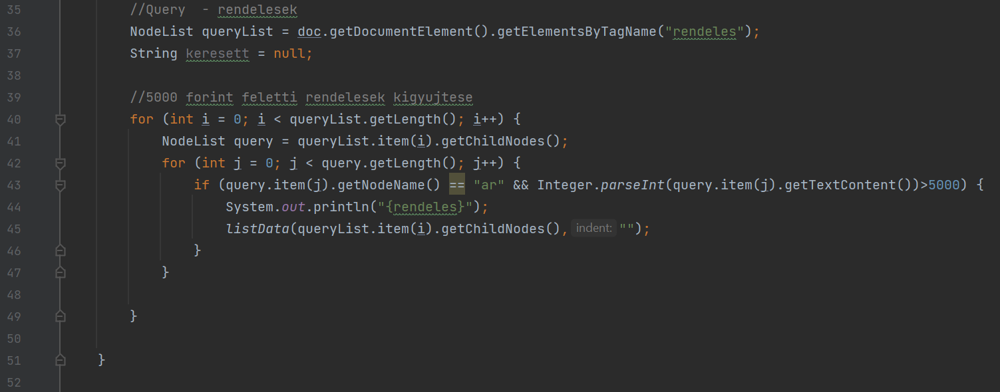 35 //Query  - rendelesek
36 NodeList queryList = doc.getDocumentElement().getElementsByTagName("rendeles");
37 String keresett = null;
38
39 //5000 forint feletti rendelesek kigyujtese
40 for (int i = 0; i < queryList.getLength(); i++) {
41 NodeList query = queryList.item(i).getChildNodes();
42 for (int j = 0; j < query.getLength(); j++) {
43 if (query.item(j).getNodeName() == "ar" && Integer.parseInt(query.item(j).getTextContent())>5000) {
44 System.out.println("{rendeles}");
45 listData(queryList.item(i).getChildNodes(), indent: "");
46 }
47 }
48
49 }
50
51 }
52